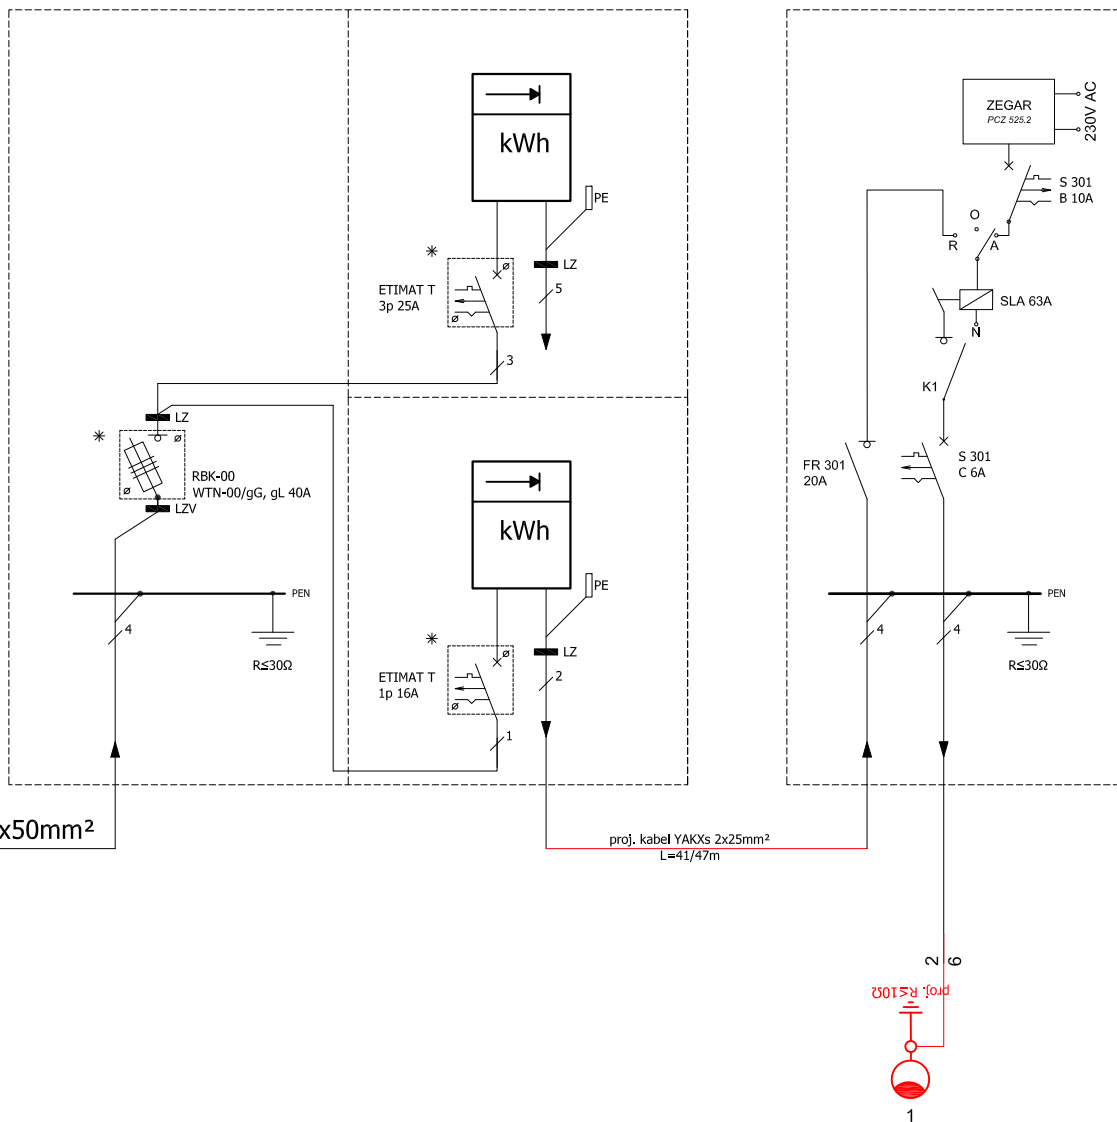 kWh
PE
LZ
5
ETIMAT T
3p 25A
3
LZ
RBK-00
WTN-00/gG, gL 40A
LZV
PEN
4
R≤30Ω
kWh
PE
LZ
2
ETIMAT T
1p 16A
1
x50mm²
proj. kabel YAKXs 2x25mm²
L=41/47m
ZEGAR
PCZ 525.2
230V AC
S 301
B 10A
O
R
A
SLA 63A
N
K1
FR 301
20A
S 301
C 6A
PEN
4
4
R≤30Ω
2
6
proj. R≤10Ω
1